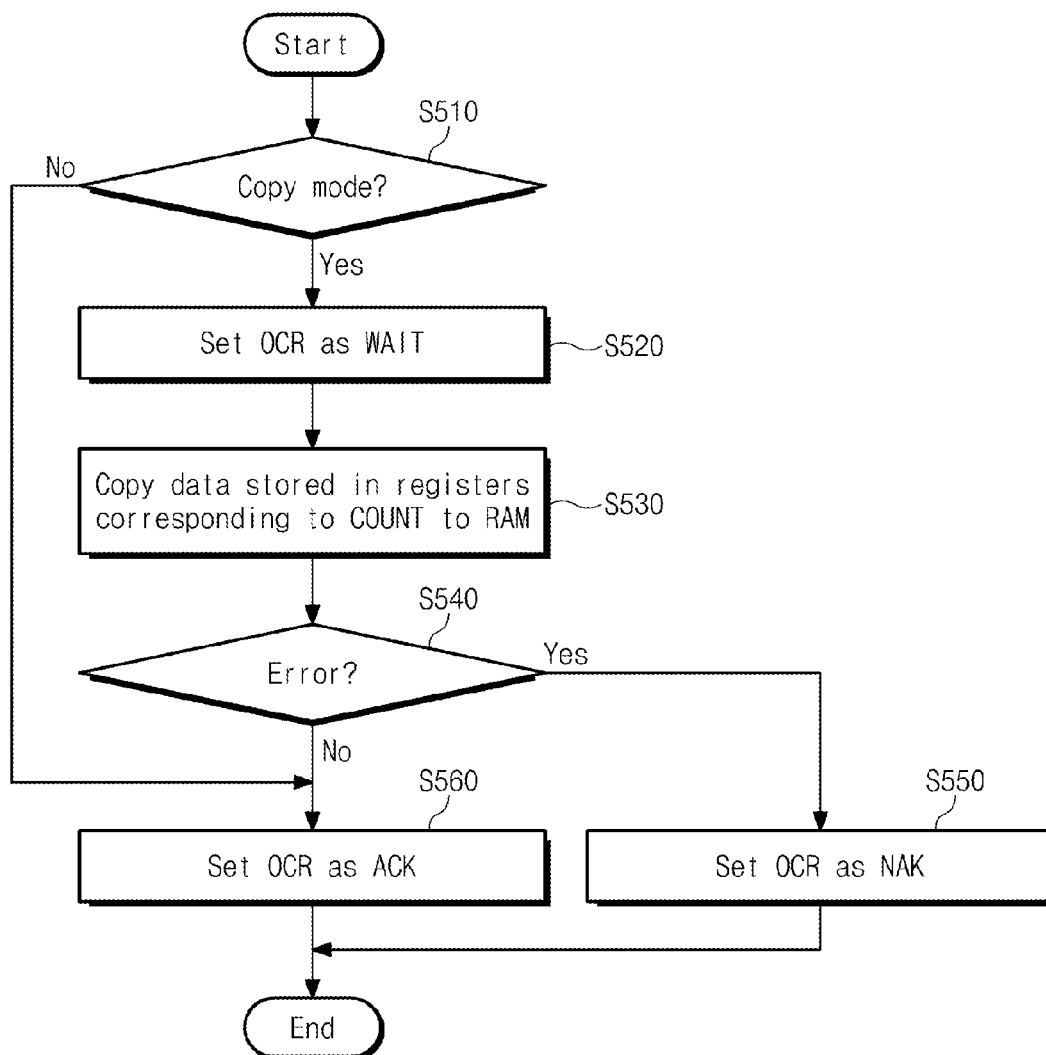 Start
S510
No
Copy mode?
Yes
Set OCR as WAIT
S520
Copy data stored in registers
corresponding to COUNT to RAM
S530
S540
Error?
Yes
No
S560
S550
Set OCR as ACK
Set OCR as NAK
End